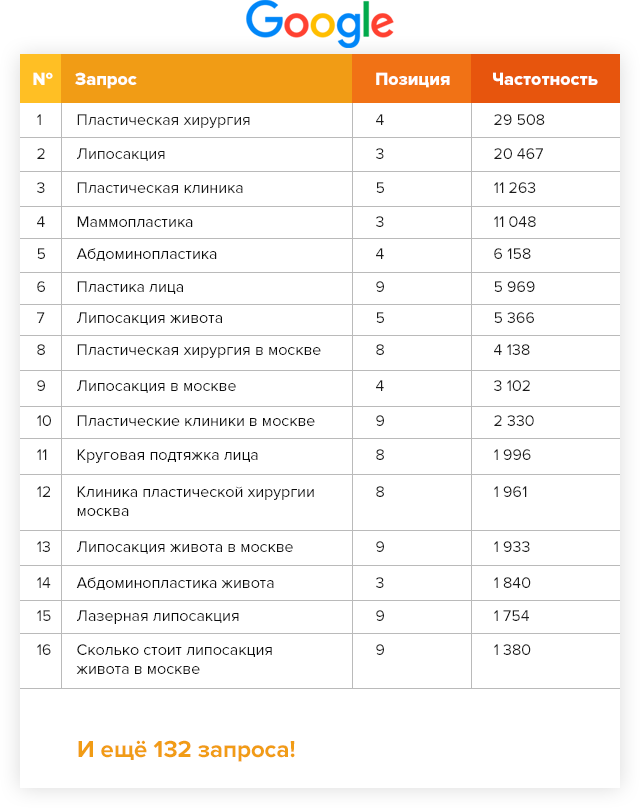 Google
№ Запрос Позиция Частотность
1 Пластическая хирургия 4 29 508
2 Липосакция 3 20 467
3 Пластическая клиника 5 11 263
4 Маммопластика 3 11 048
5 Абдоминопластика 4 6 158
6 Пластика лица 9 5 969
7 Липосакция живота 5 5 366
8 Пластическая хирургия в москве 8 4 138
9 Липосакция в москве 4 3 102
10 Пластические клиники в москве 9 2 330
11 Круговая подтяжка лица 8 1 996
12 Клиника пластической хирургии 8 1 961
москва
13 Липосакция живота в москве 9 1 933
14 Абдоминопластика живота 3 1 840
15 Лазерная липосакция 9 1 754
16 Сколько стоит липосакция 9 1 380
живота в москве
И ещё 132 запроса!